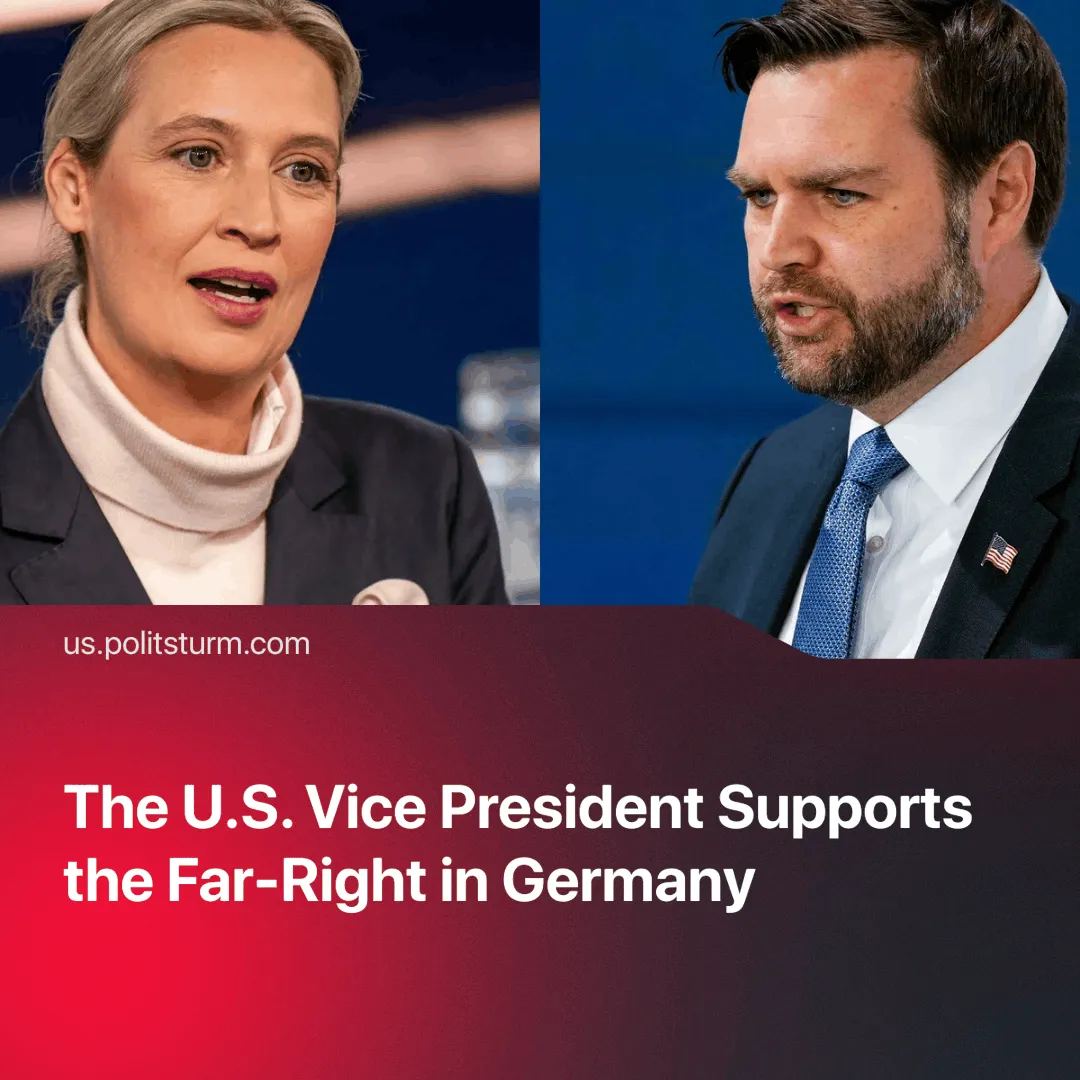 us.politsturm.com
The U.S. Vice President Supports
the Far-Right in Germany